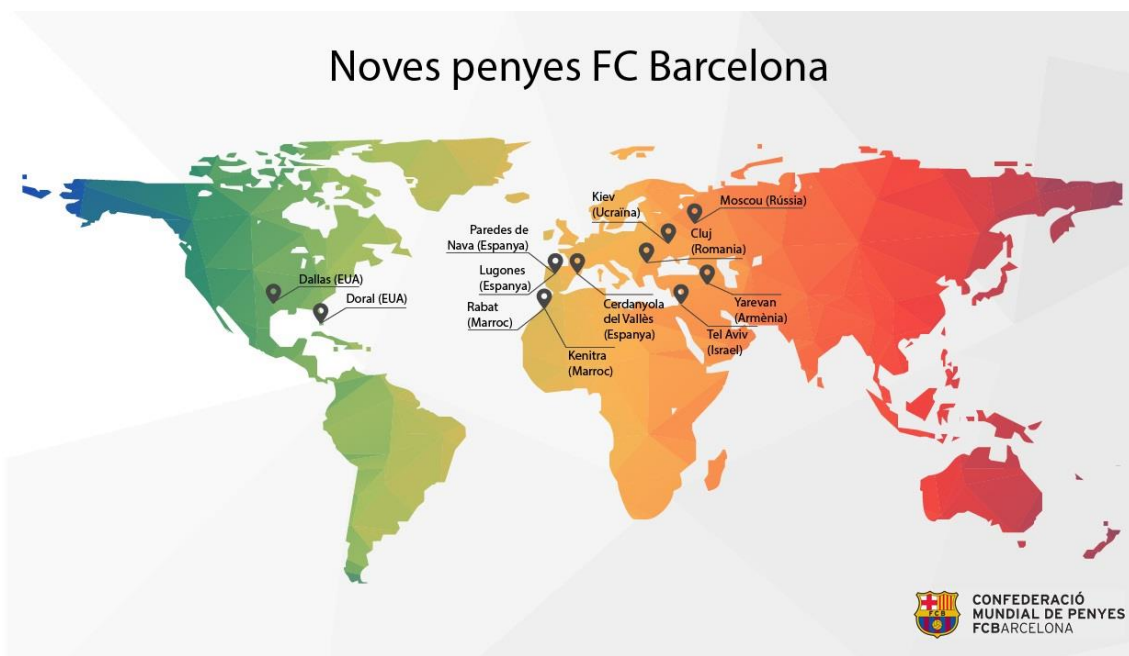 Noves penyes FC Barcelona
Kiev
(Ucraïna)
Moscou (Rússia)
Paredes de
Nava (Espanya)
Cluj
(Romania)
Lugones
(Espanya)
Dallas (EUA)
Doral (EUA)
Rabat
(Marroc)
Cerdanyola
del Vallès
(Espanya)
Yarevan
(Armènia)
Tel Aviv
(Israel)
Kenitra
(Marroc)
FCB
CONFEDERACIÓ
MUNDIAL DE PENYES
FCBARCELONA